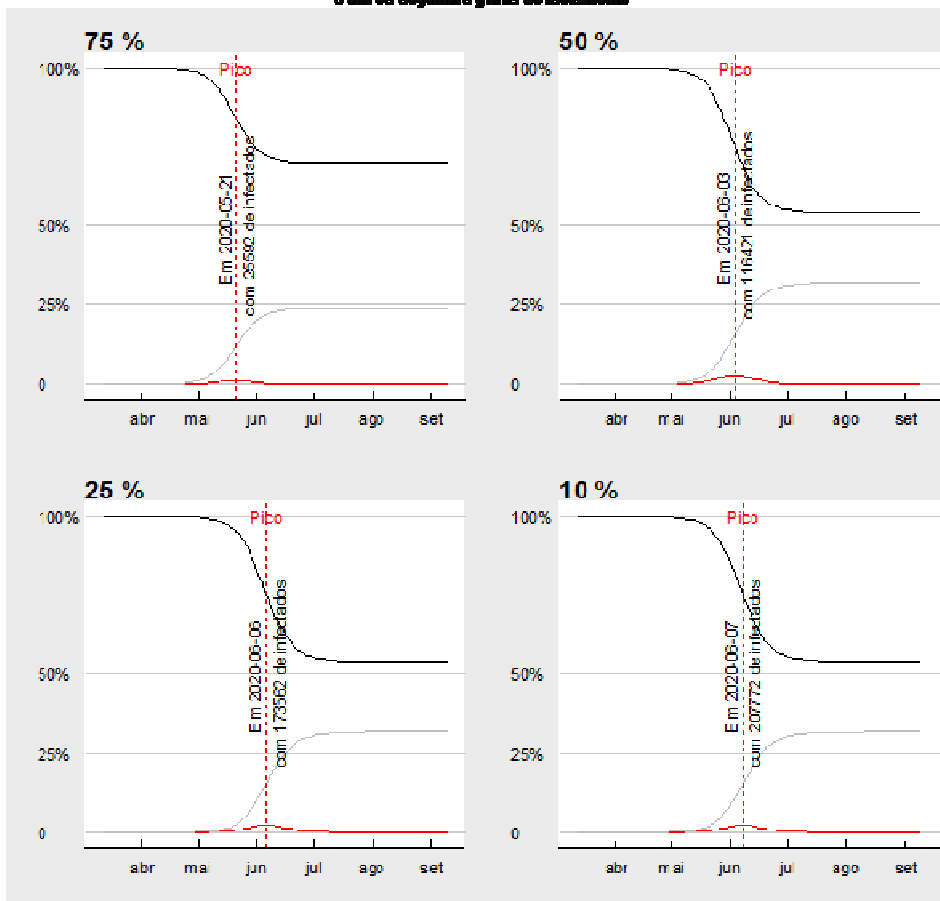 75 %
50 %
100%
Pico
100%
Pico
Em 2020-05-21
com 25592 de infectados
Em 2020-06-03
com 116421 de infectados
50%
50%
25%
25%
0
0
abr mai jun jul ago set
abr mai jun jul ago set
25 %
10 %
100%
Pico
100%
Pico
Em 2020-06-06
com 173562 de infectados
Em 2020-06-07
com 207772 de infectados
50%
50%
25%
25%
0
0
abr mai jun jul ago set
abr mai jun jul ago set